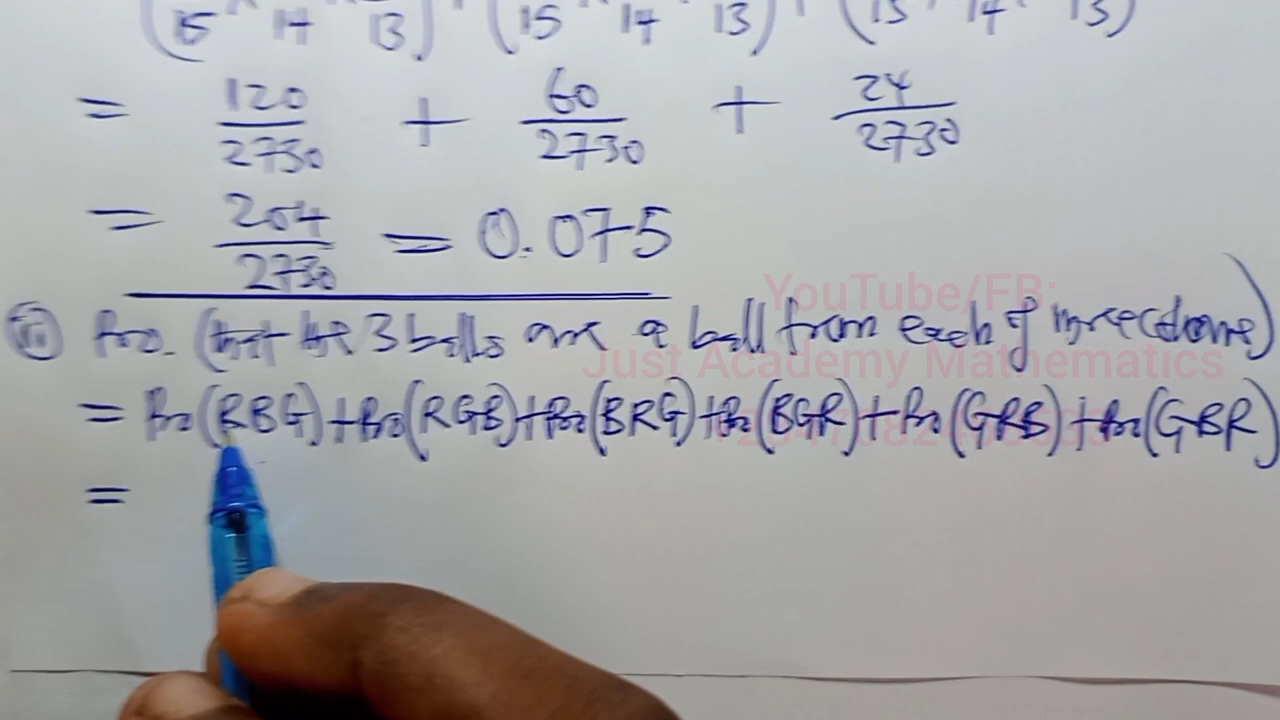 (15 × 14 × 13) + (15 × 14 × 13) + (15 × 14 × 13)
= 120/2730 + 60/2730 + 24/2730
= 204/2730 = 0.075
Pro. (that the 3 balls are a ball from each of three colours)
= Pro(RBG) + Pro(RGB) + Pro(BRG) + Pro(BGR) + Pro(GRB) + Pro(GBR)
=
YouTube/FB:
Just Academy Mathematics